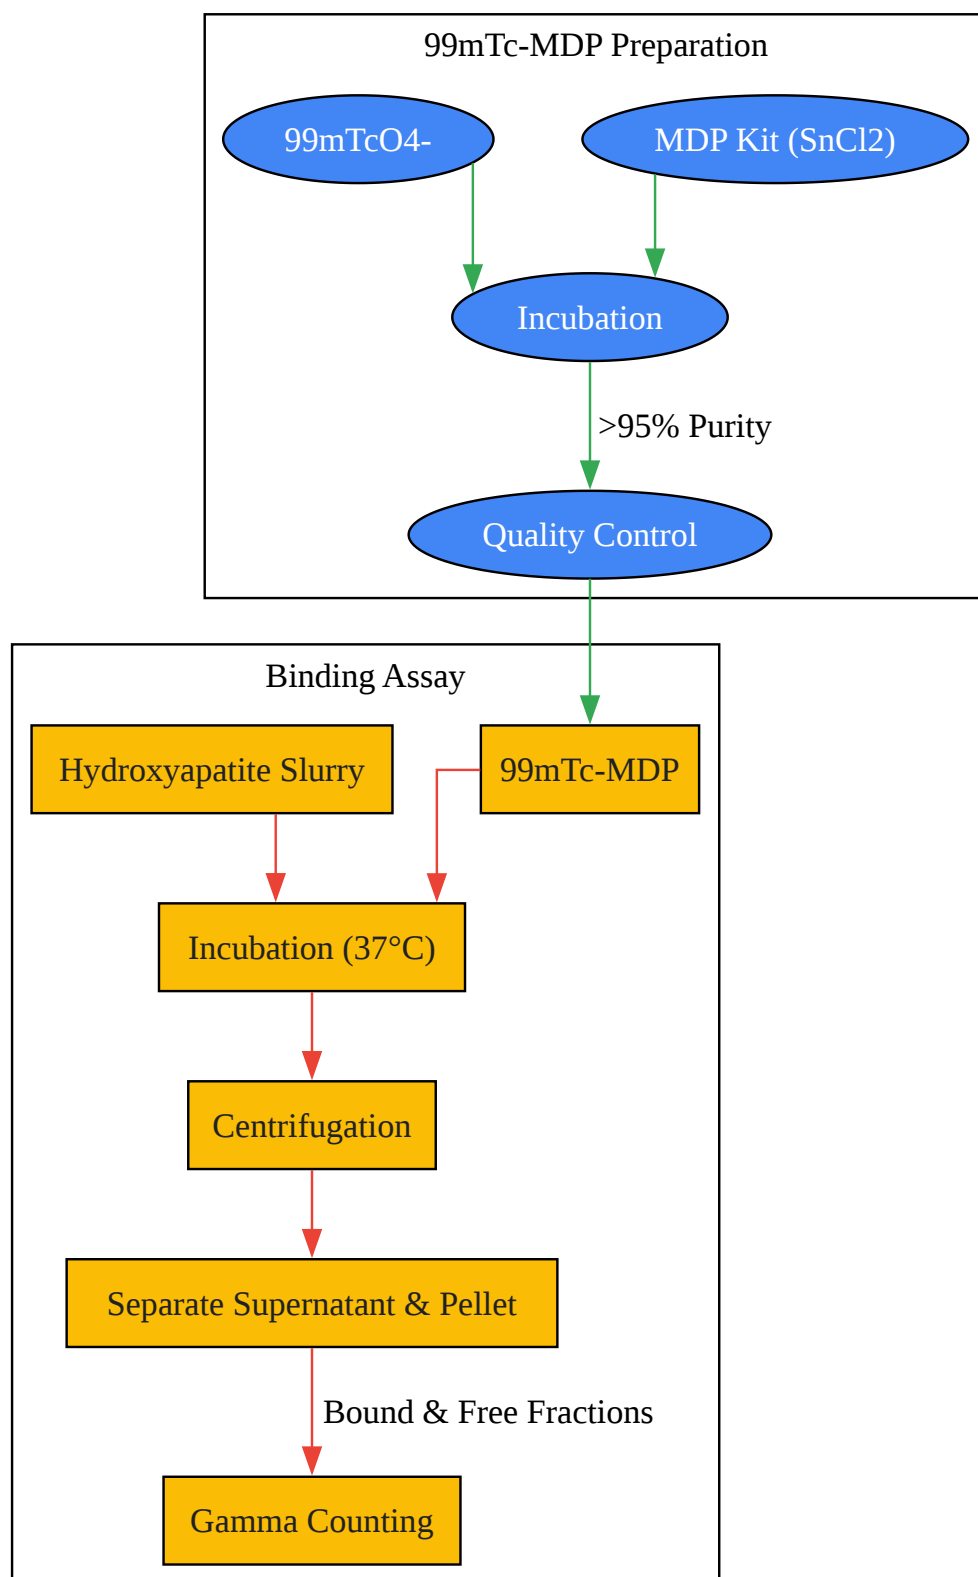 99mTc-MDP Preparation
99mTcO4-
MDP Kit (SnCl2)
Incubation
>95% Purity
Quality Control
Binding Assay
Hydroxyapatite Slurry
99mTc-MDP
Incubation (37°C)
Centrifugation
Separate Supernatant & Pellet
Bound & Free Fractions
Gamma Counting